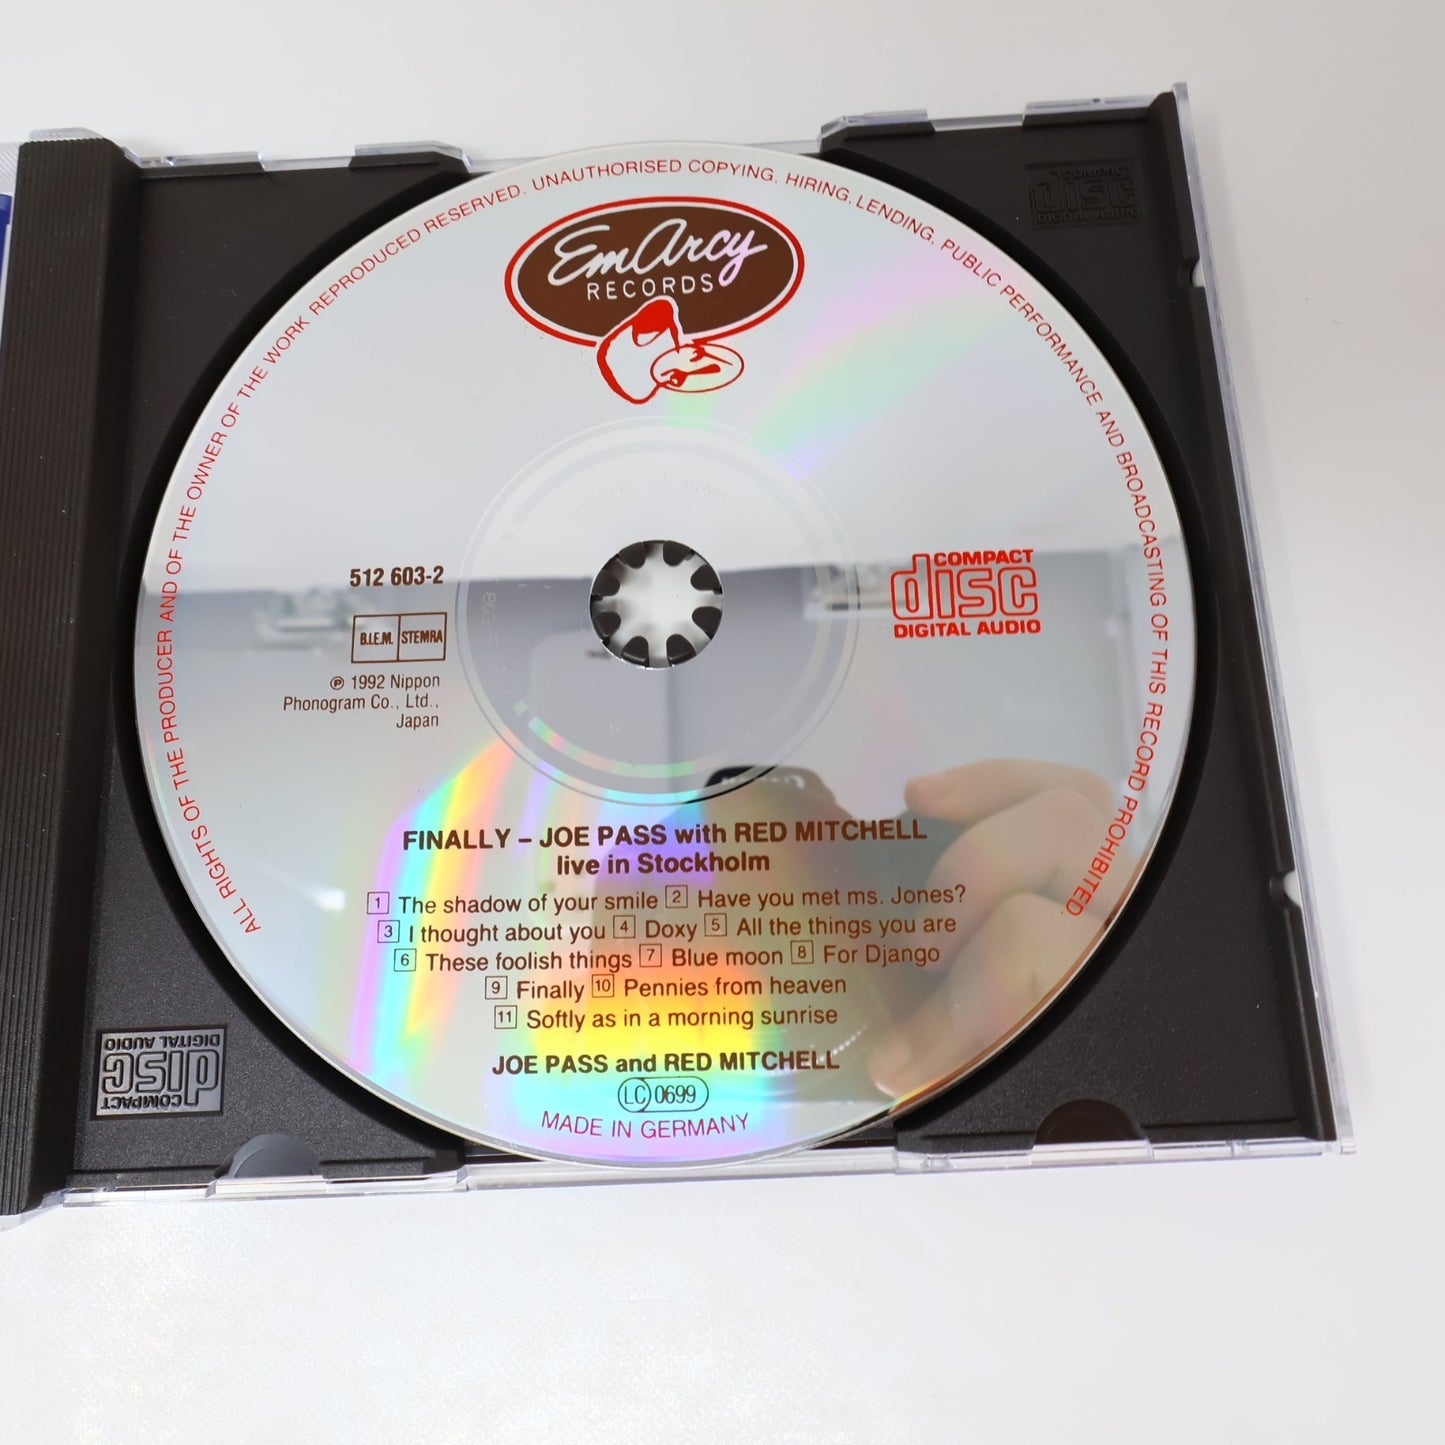 ALL RIGHTS OF THE PRODUCER AND OF THE OWNER OF THE WORK REPRODUCED RESERVED. UNAUTHORISED COPYING, HIRING, LENDING, PUBLIC PERFORMANCE AND BROADCASTING OF THIS RECORD PROHIBITED
EmArcy
RECORDS
COMPACT
disc
DIGITAL AUDIO
512 603-2
B.I.E.M. STEMRA
℗ 1992 Nippon
Phonogram Co., Ltd.,
Japan
COMPACT
disc
DIGITAL AUDIO
FINALLY – JOE PASS with RED MITCHELL
live in Stockholm
1 The shadow of your smile 2 Have you met ms. Jones?
3 I thought about you 4 Doxy 5 All the things you are
6 These foolish things 7 Blue moon 8 For Django
9 Finally 10 Pennies from heaven
11 Softly as in a morning sunrise
JOE PASS and RED MITCHELL
LC 0699
MADE IN GERMANY
COMPACT
disc
DIGITAL AUDIO